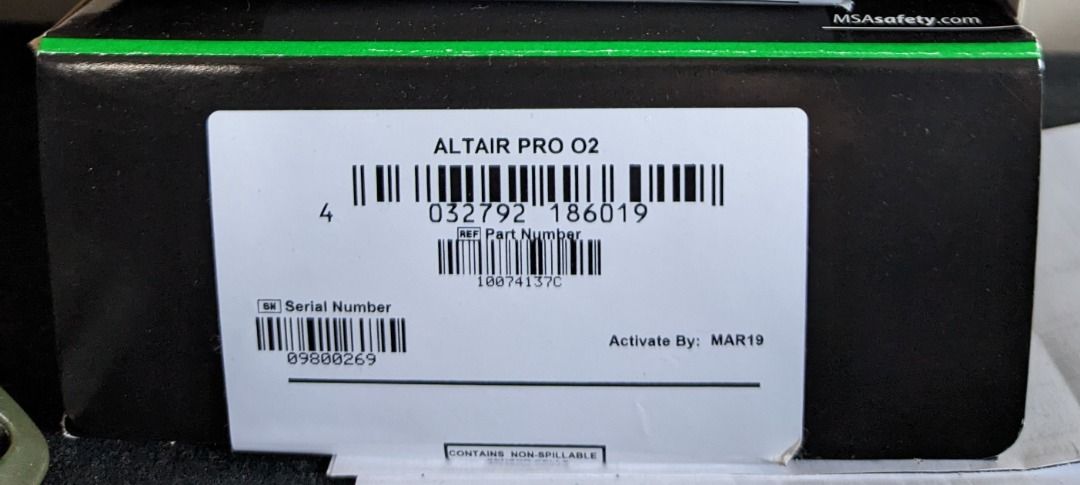 MSAsafety.com
ALTAIR PRO O2
4 032792 186019
REF Part Number
10074137C
SN Serial Number
09800269
Activate By: MAR19
CONTAINS NON-SPILLABLE